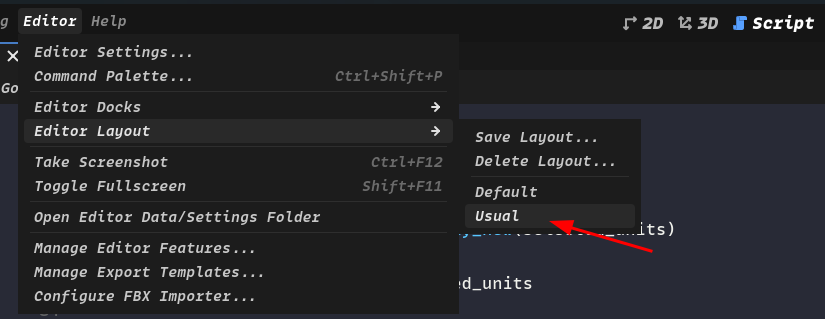 g Editor Help 2D 3D Script
Editor Settings...
Command Palette... Ctrl+Shift+P
Go
Editor Docks
Editor Layout
Save Layout...
Delete Layout...
Take Screenshot Ctrl+F12
Toggle Fullscreen Shift+F11
Default
Usual
Open Editor Data/Settings Folder
units)
Manage Editor Features...
Manage Export Templates...
ed_units
Configure FBX Importer...